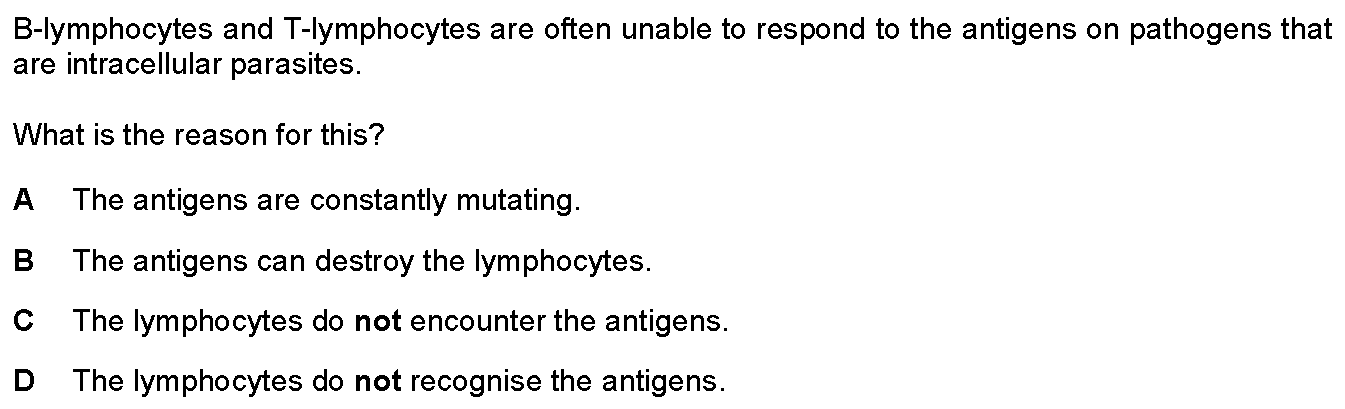 B-lymphocytes and T-lymphocytes are often unable to respond to the antigens on pathogens that
are intracellular parasites.
What is the reason for this?
A The antigens are constantly mutating.
B The antigens can destroy the lymphocytes.
C The lymphocytes do not encounter the antigens.
D The lymphocytes do not recognise the antigens.